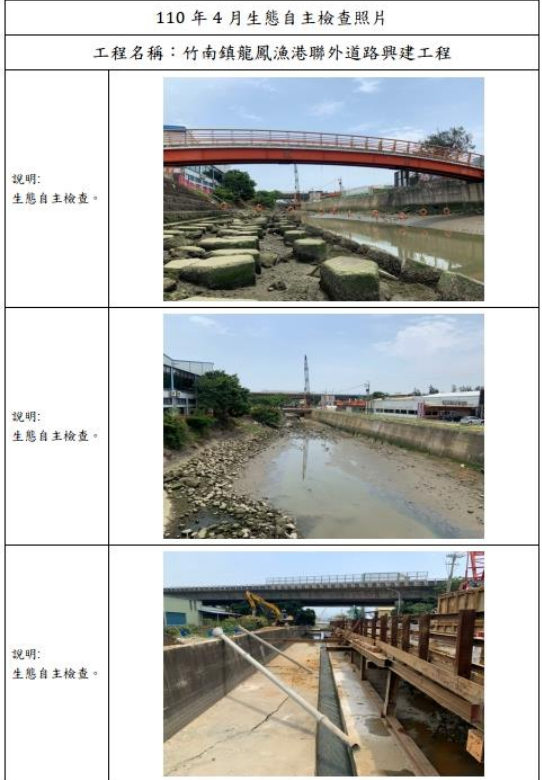 110 年 4 月生態自主檢查照片
工程名稱：竹南鎮龍鳳漁港聯外道路興建工程
說明:
生態自主檢查。
說明:
生態自主檢查。
說明:
生態自主檢查。